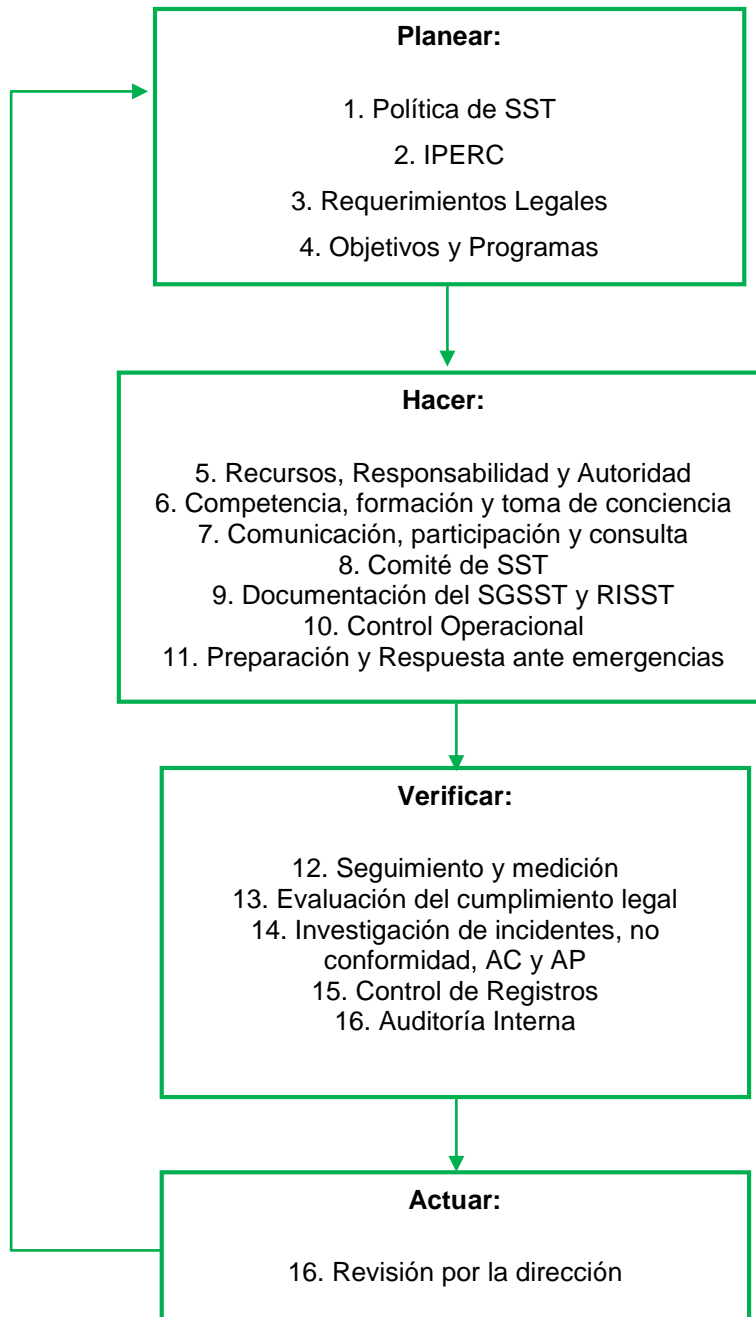 Planear:
1. Política de SST
2. IPERC
3. Requerimientos Legales
4. Objetivos y Programas
Hacer:
5. Recursos, Responsabilidad y Autoridad
6. Competencia, formación y toma de conciencia
7. Comunicación, participación y consulta
8. Comité de SST
9. Documentación del SGSST y RISST
10. Control Operacional
11. Preparación y Respuesta ante emergencias
Verificar:
12. Seguimiento y medición
13. Evaluación del cumplimiento legal
14. Investigación de incidentes, no
conformidad, AC y AP
15. Control de Registros
16. Auditoría Interna
Actuar:
16. Revisión por la dirección